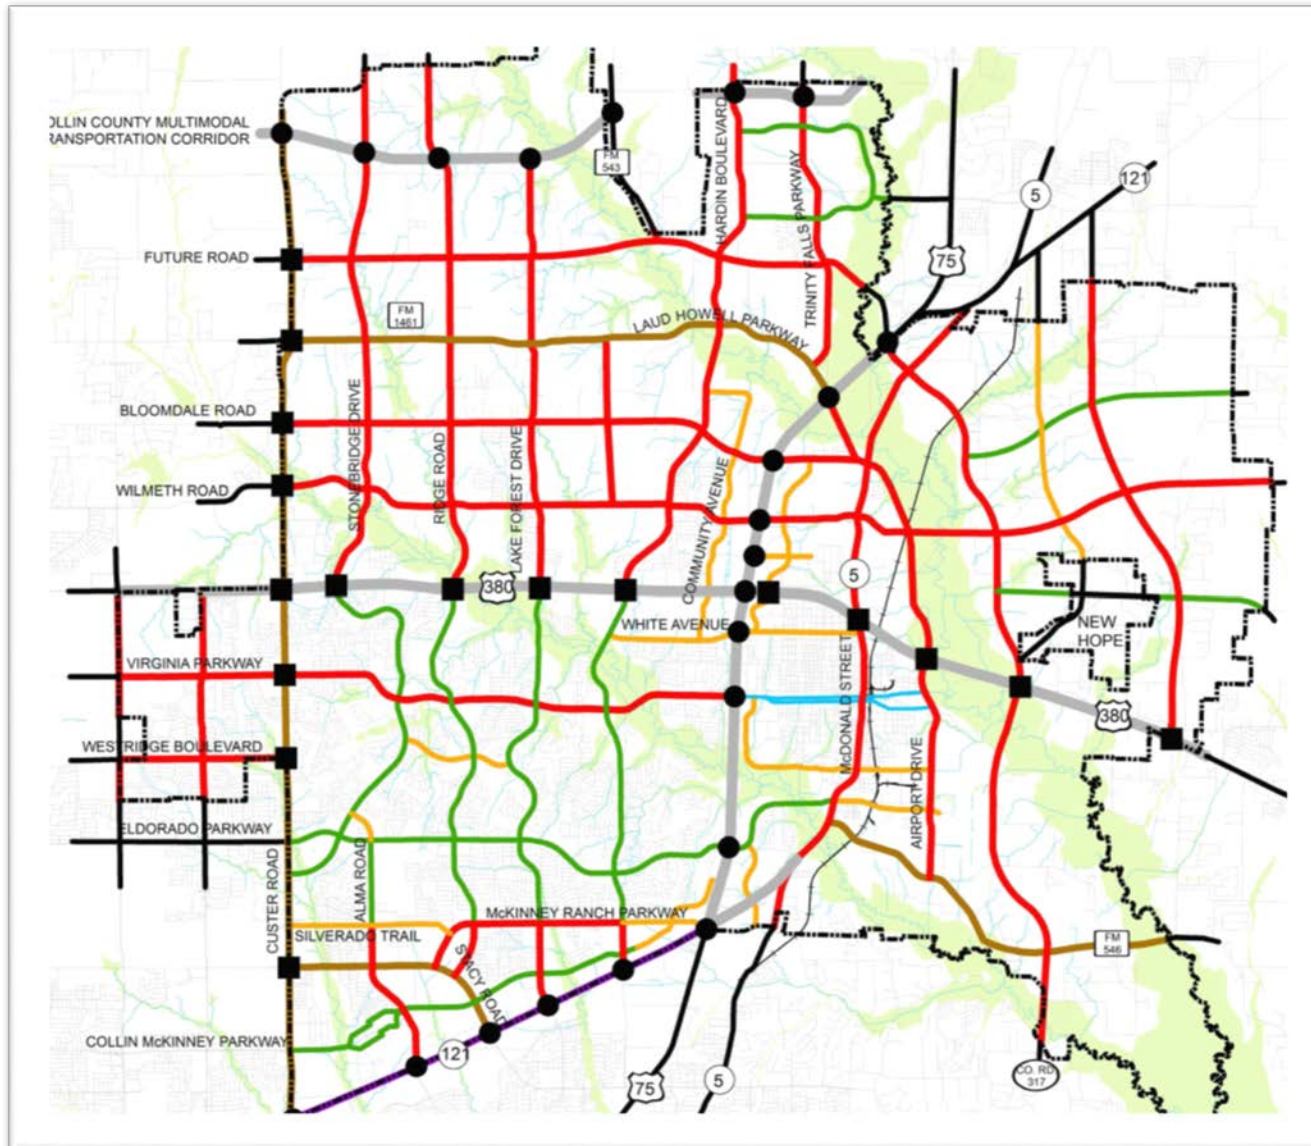 OLLIN COUNTY MULTIMODAL
RANSPORTATION CORRIDOR
FM
543
HARDIN BOULEVARD
TRINITY FALLS PARKWAY
5
121
75
FUTURE ROAD
FM
1461
LAUD HOWELL PARKWAY
BLOOMDALE ROAD
STONEBRIDGE DRIVE
RIDGE ROAD
LAKE FOREST DRIVE
COMMUNITY AVENUE
WILMETH ROAD
380
5
WHITE AVENUE
NEW
HOPE
VIRGINIA PARKWAY
McDONALD STREET
380
WESTRIDGE BOULEVARD
AIRPORT DRIVE
ELDORADO PARKWAY
CUSTER ROAD
ALMA ROAD
McKINNEY RANCH PARKWAY
SILVERADO TRAIL
STACY ROAD
FM
546
COLLIN McKINNEY PARKWAY
121
75
5
CO. RD
317